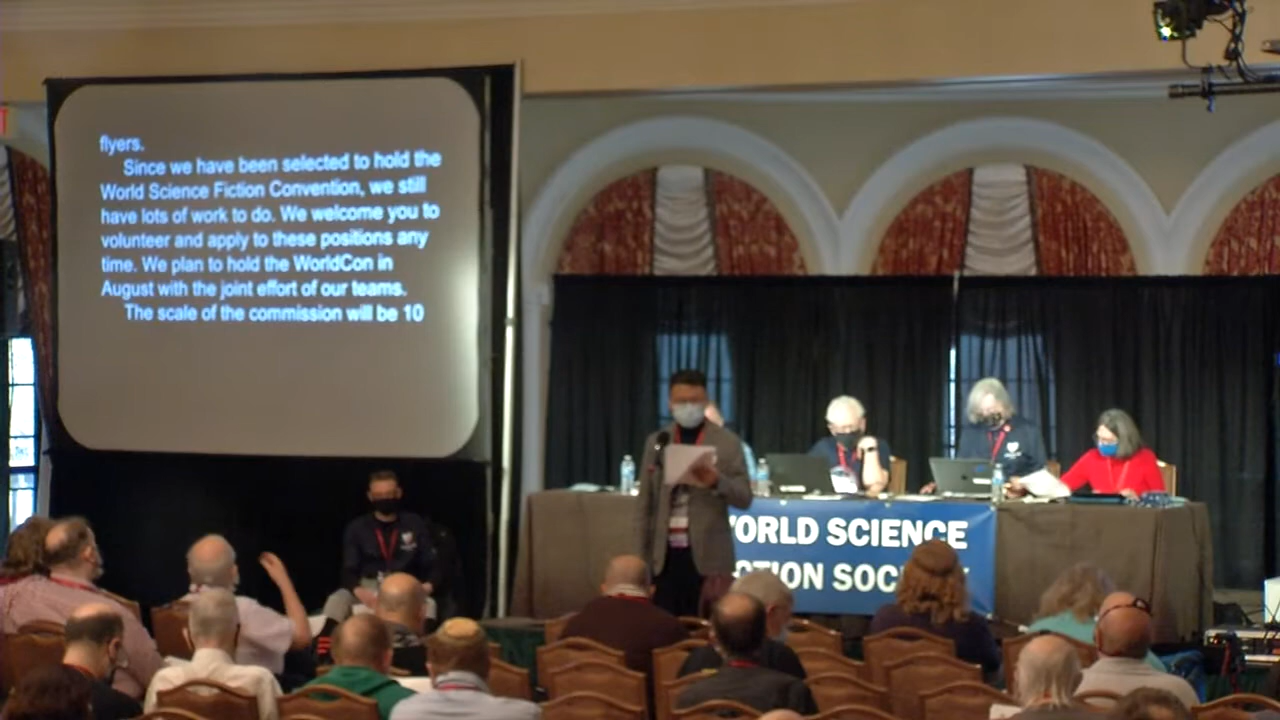 flyers.
Since we have been selected to hold the
World Science Fiction Convention, we still
have lots of work to do. We welcome you to
volunteer and apply to these positions any
time. We plan to hold the WorldCon in
August with the joint effort of our teams.
The scale of the commission will be 10
WORLD SCIENCE